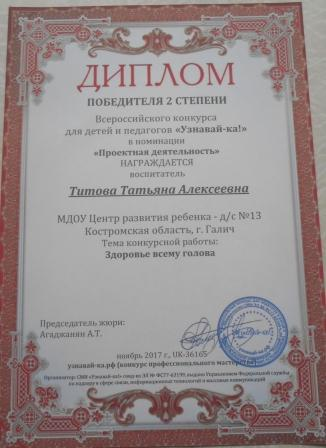 ДИПЛОМ
ПОБЕДИТЕЛЯ 2 СТЕПЕНИ
Всероссийского конкурса
для детей и педагогов «Узнавай-ка!»
в номинации
«Проектная деятельность»
НАГРАЖДАЕТСЯ
воспитатель
Титова Татьяна Алексеевна
МДОУ Центр развития ребенка - д/с №13
Костромская область, г. Галич
Тема конкурсной работы:
Здоровье всему голова
Председатель жюри:
Агаджанян А.Т.
ноябрь 2017 г., UK-36165
узнавай-ка.рф (конкурс профессионального мастерства)
Организатор: СМИ «Узнавай-ка!» свид-во ЭЛ № ФС77-63199, выдано Управлением Федеральной службы
по надзору в сфере связи, информационных технологий и массовых коммуникаций